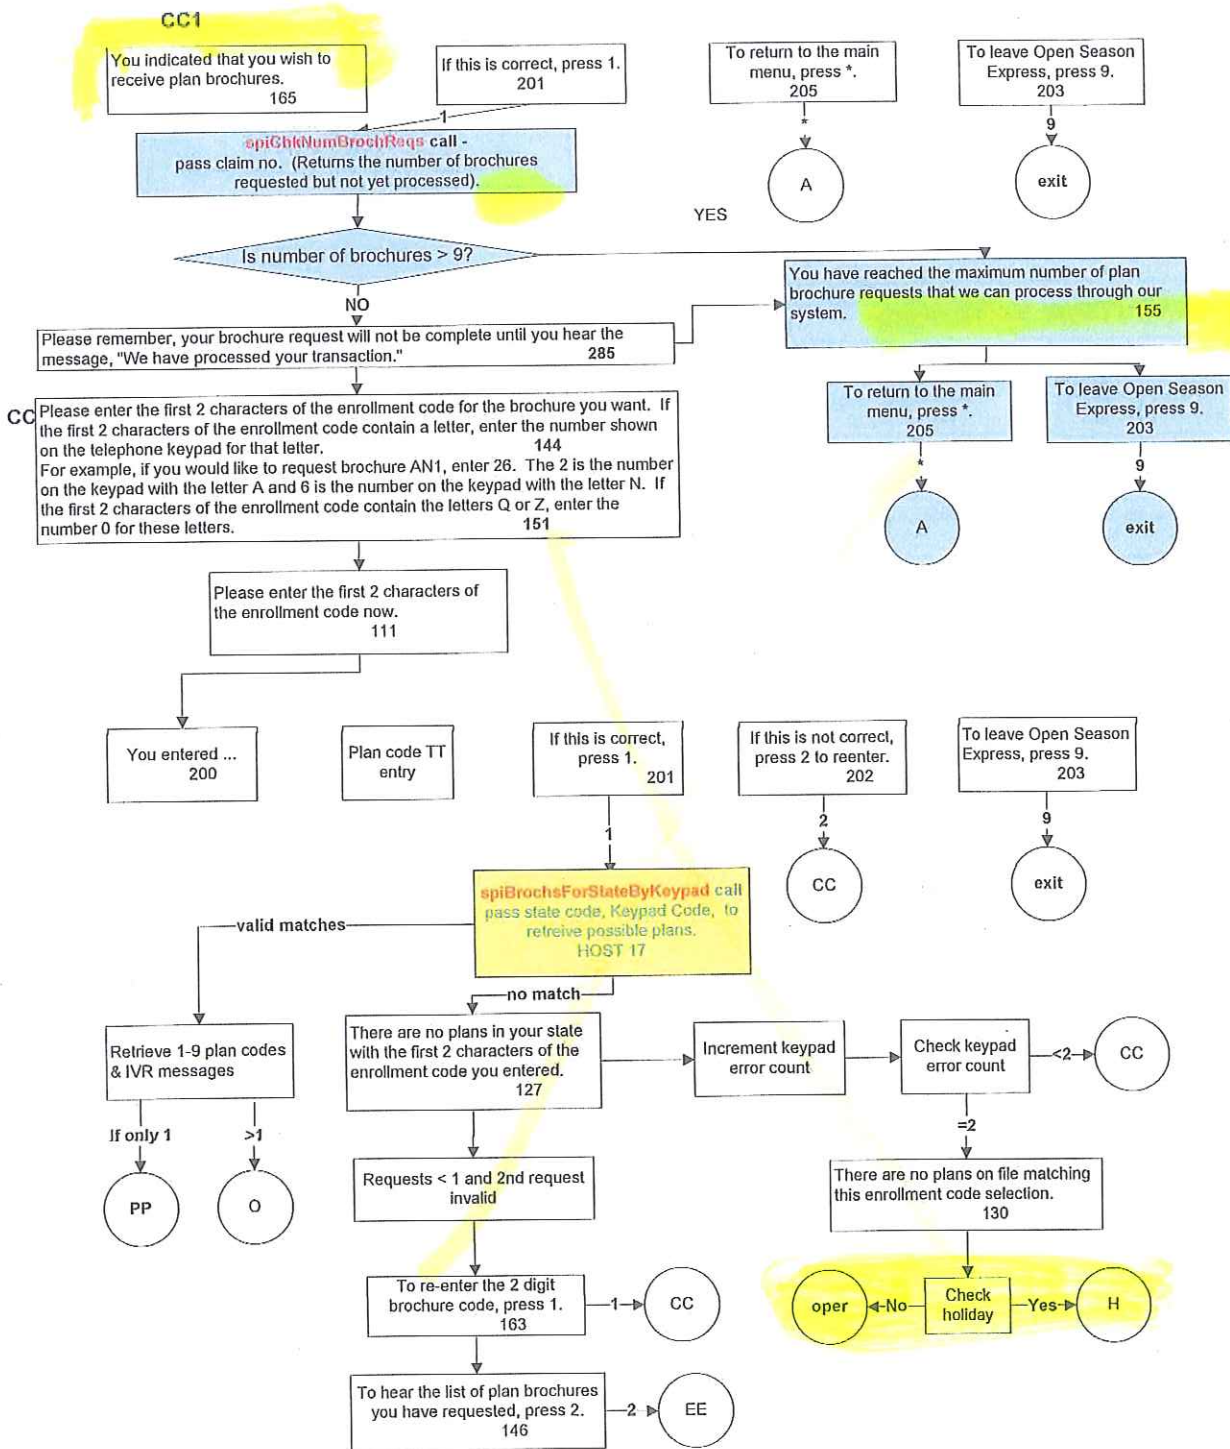 CC1
You indicated that you wish to
receive plan brochures.
165
If this is correct, press 1.
201
To return to the main
menu, press *.
205
To leave Open Season
Express, press 9.
203
1
*
9
spiChkNumBrochReqs call -
pass claim no. (Returns the number of brochures
requested but not yet processed).
A
exit
YES
Is number of brochures > 9?
You have reached the maximum number of plan
brochure requests that we can process through our
system. 155
NO
Please remember, your brochure request will not be complete until you hear the
message, "We have processed your transaction." 285
To return to the main
menu, press *.
205
To leave Open Season
Express, press 9.
203
*
9
A
exit
CC
Please enter the first 2 characters of the enrollment code for the brochure you want. If
the first 2 characters of the enrollment code contain a letter, enter the number shown
on the telephone keypad for that letter. 144
For example, if you would like to request brochure AN1, enter 26. The 2 is the number
on the keypad with the letter A and 6 is the number on the keypad with the letter N. If
the first 2 characters of the enrollment code contain the letters Q or Z, enter the
number 0 for these letters. 151
Please enter the first 2 characters of
the enrollment code now.
111
You entered ...
200
Plan code TT
entry
If this is correct,
press 1.
201
If this is not correct,
press 2 to reenter.
202
To leave Open Season
Express, press 9.
203
1
2
9
CC
exit
spiBrochsForStateByKeypad call
pass state code, Keypad Code, to
retreive possible plans.
HOST 17
valid matches
no match
Retrieve 1-9 plan codes
& IVR messages
There are no plans in your state
with the first 2 characters of the
enrollment code you entered.
127
Increment keypad
error count
Check keypad
error count
<2
CC
If only 1
>1
=2
PP
O
Requests < 1 and 2nd request
invalid
There are no plans on file matching
this enrollment code selection.
130
To re-enter the 2 digit
brochure code, press 1.
163
1
CC
oper
No
Check
holiday
Yes
H
To hear the list of plan brochures
you have requested, press 2.
146
2
EE